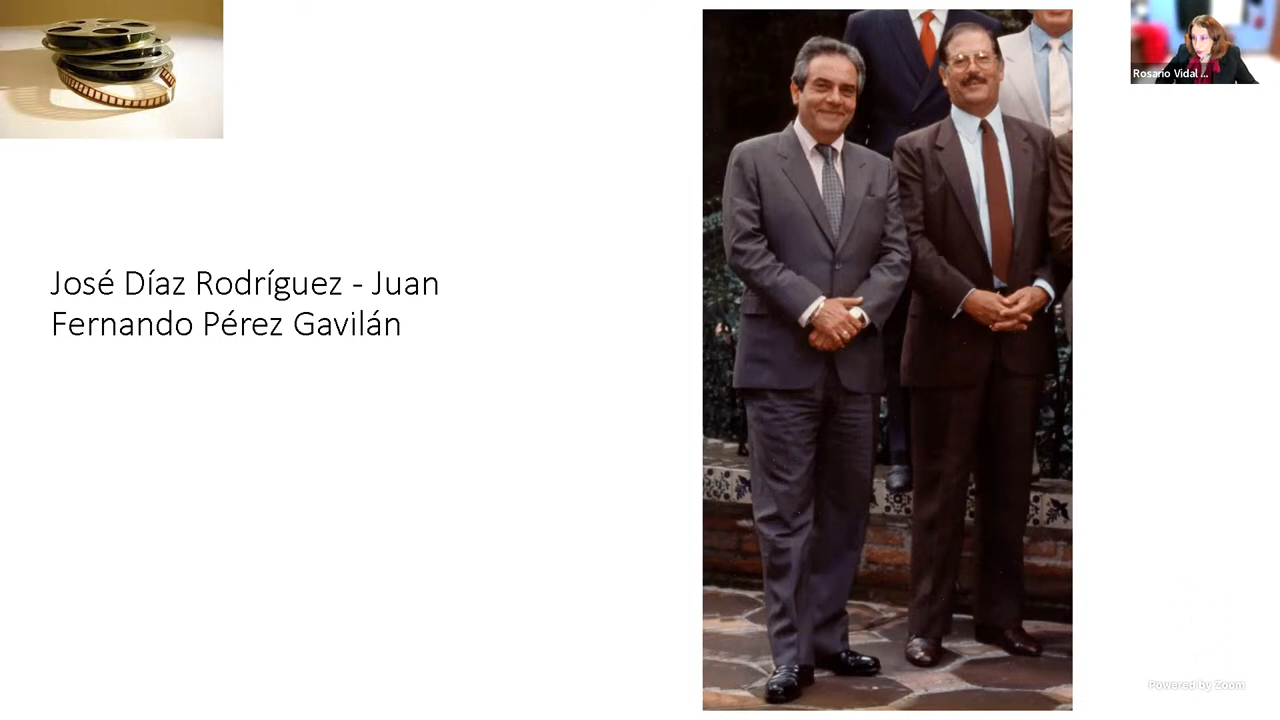 Rosario Vidal ...
José Díaz Rodríguez - Juan
Fernando Pérez Gavilán
Powered by Zoom